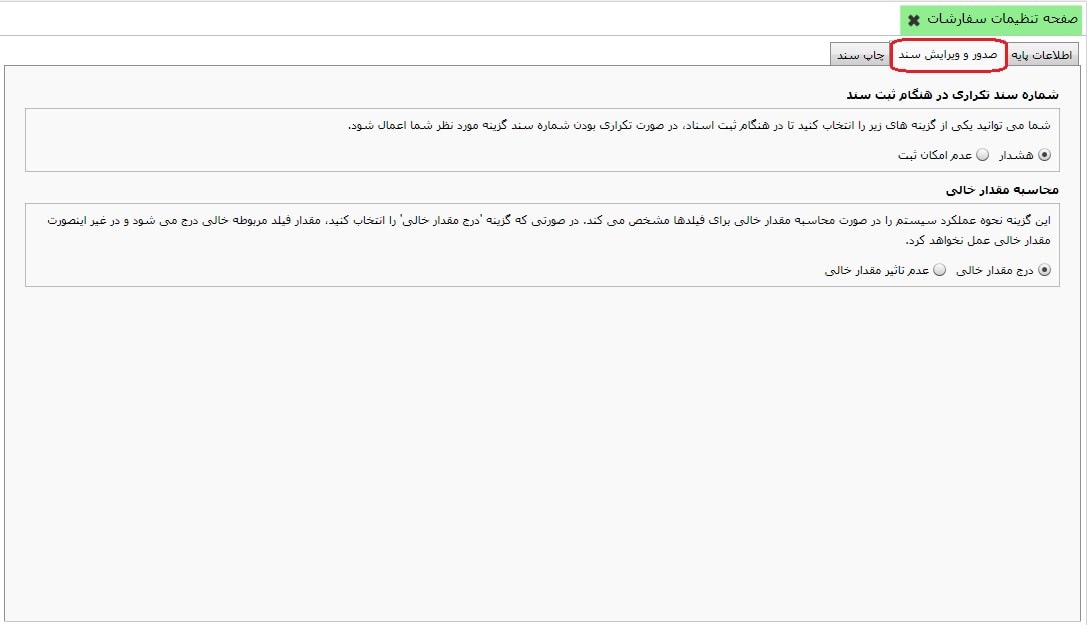 صفحه تنظیمات سفارشات
اطلاعات پایه
صدور و ویرایش سند
چاپ سند
شماره سند تکراری در هنگام ثبت سند
شما می توانید یکی از گزینه های زیر را انتخاب کنید تا در هنگام ثبت اسناد، در صورت تکراری بودن شماره سند گزینه مورد نظر شما اعمال شود.
هشدار عدم امکان ثبت
محاسبه مقدار خالی
این گزینه نحوه عملکرد سیستم را در صورت محاسبه مقدار خالی برای فیلدها مشخص می کند. در صورتی که گزینه 'درج مقدار خالی' را انتخاب کنید، مقدار فیلد مربوطه خالی درج می شود و در غیر اینصورت
مقدار خالی عمل نخواهد کرد.
درج مقدار خالی عدم تاثیر مقدار خالی